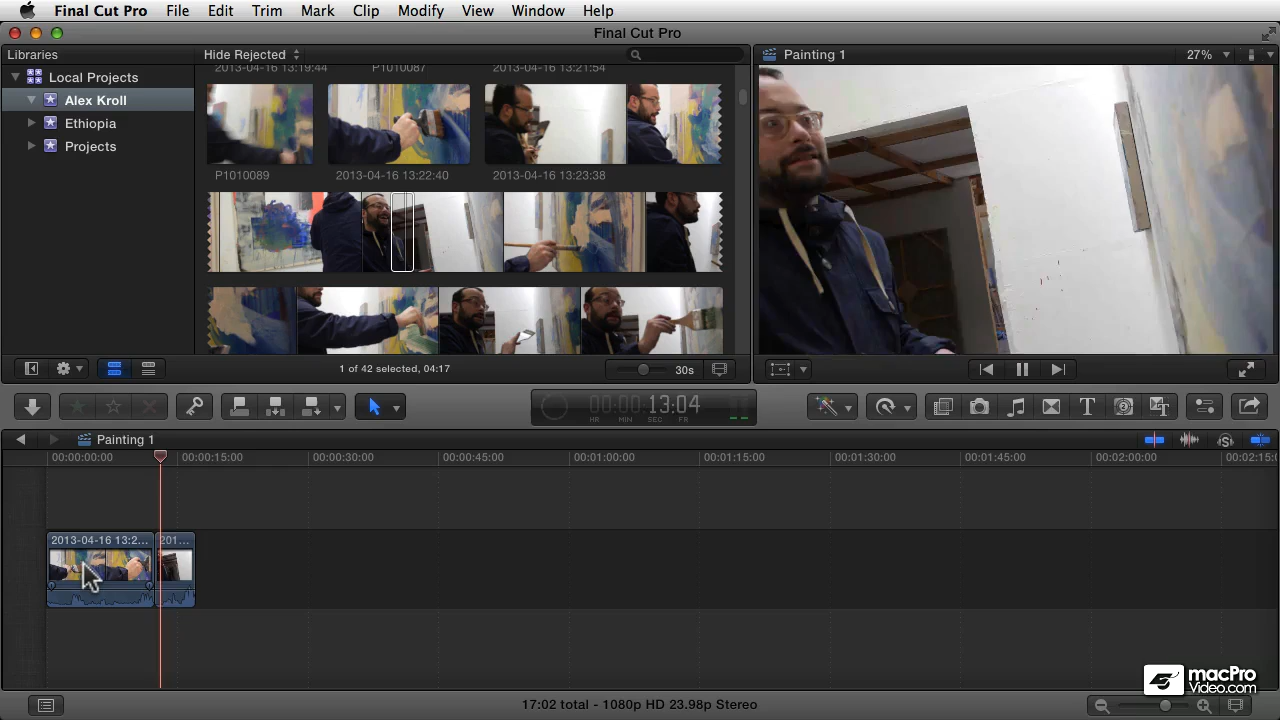 Final Cut Pro File Edit Trim Mark Clip Modify View Window Help
Final Cut Pro
Libraries
Hide Rejected
Painting 1
27%
Local Projects
Alex Kroll
Ethiopia
Projects
2013-04-16 13:19:44
P1010087
2013-04-16 13:21:54
P1010089
2013-04-16 13:22:40
2013-04-16 13:23:38
1 of 42 selected, 04:17
30s
00:00:13:04
HR MIN SEC FR
Painting 1
00:00:00:00
00:00:15:00
00:00:30:00
00:00:45:00
00:01:00:00
00:01:15:00
00:01:30:00
00:01:45:00
00:02:00:00
00:02:15:0
2013-04-16 13:2...
201...
17:02 total - 1080p HD 23.98p Stereo
macPro
Video.com